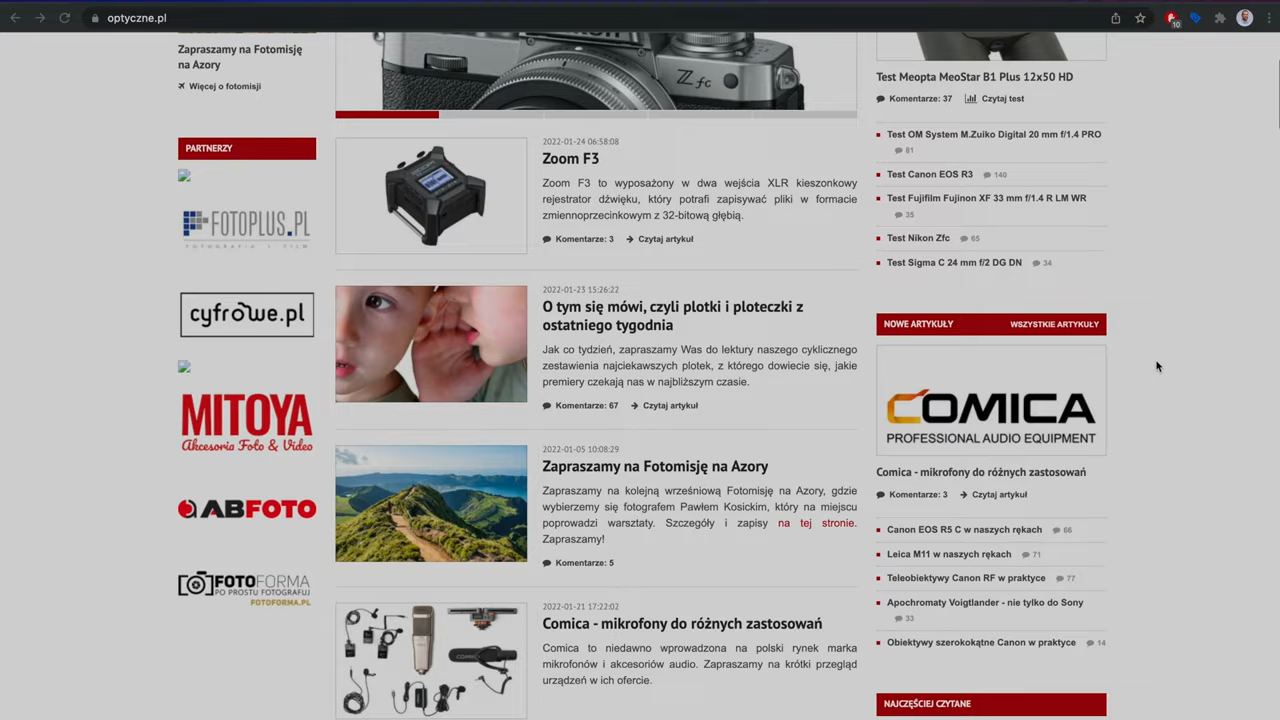 optyczne.pl
10
Zapraszamy na Fotomisję
na Azory
Więcej o fotomisji
PARTNERZY
FOTOPLUS.PL
FOTOGRAFIA I FILM
cyfrowe.pl
MITOYA
Akcesoria Foto & Video
ABFOTO
FOTOFORMA
PO PROSTU FOTOGRAFUJ
FOTOFORMA.PL
Z fc
2022-01-24 06:58:08
Zoom F3
Zoom F3 to wyposażony w dwa wejścia XLR kieszonkowy
rejestrator dźwięku, który potrafi zapisywać pliki w formacie
zmiennoprzecinkowym z 32-bitową głębią.
Komentarze: 3 Czytaj artykuł
2022-01-23 15:26:22
O tym się mówi, czyli plotki i ploteczki z
ostatniego tygodnia
Jak co tydzień, zapraszamy Was do lektury naszego cyklicznego
zestawienia najciekawszych plotek, z którego dowiecie się, jakie
premiery czekają nas w najbliższym czasie.
Komentarze: 67 Czytaj artykuł
2022-01-05 10:08:29
Zapraszamy na Fotomisję na Azory
Zapraszamy na kolejną wrześniową Fotomisję na Azory, gdzie
wybierzemy się fotografem Pawłem Kosickim, który na miejscu
poprowadzi warsztaty. Szczegóły i zapisy na tej stronie.
Zapraszamy!
Komentarze: 5
2022-01-21 17:22:02
Comica - mikrofony do różnych zastosowań
Comica to niedawno wprowadzona na polski rynek marka
mikrofonów i akcesoriów audio. Zapraszamy na krótki przegląd
urządzeń w ich ofercie.
Test Meopta MeoStar B1 Plus 12x50 HD
Komentarze: 37 Czytaj test
Test OM System M.Zuiko Digital 20 mm f/1.4 PRO
81
Test Canon EOS R3 140
Test Fujifilm Fujinon XF 33 mm f/1.4 R LM WR
35
Test Nikon Zfc 65
Test Sigma C 24 mm f/2 DG DN 34
NOWE ARTYKUŁY WSZYSTKIE ARTYKUŁY
COMICA
PROFESSIONAL AUDIO EQUIPMENT
Comica - mikrofony do różnych zastosowań
Komentarze: 3 Czytaj artykuł
Canon EOS R5 C w naszych rękach 66
Leica M11 w naszych rękach 71
Teleobiektywy Canon RF w praktyce 77
Apochromaty Voigtlander - nie tylko do Sony
33
Obiektywy szerokokątne Canon w praktyce 14
NAJCZĘŚCIEJ CZYTANE